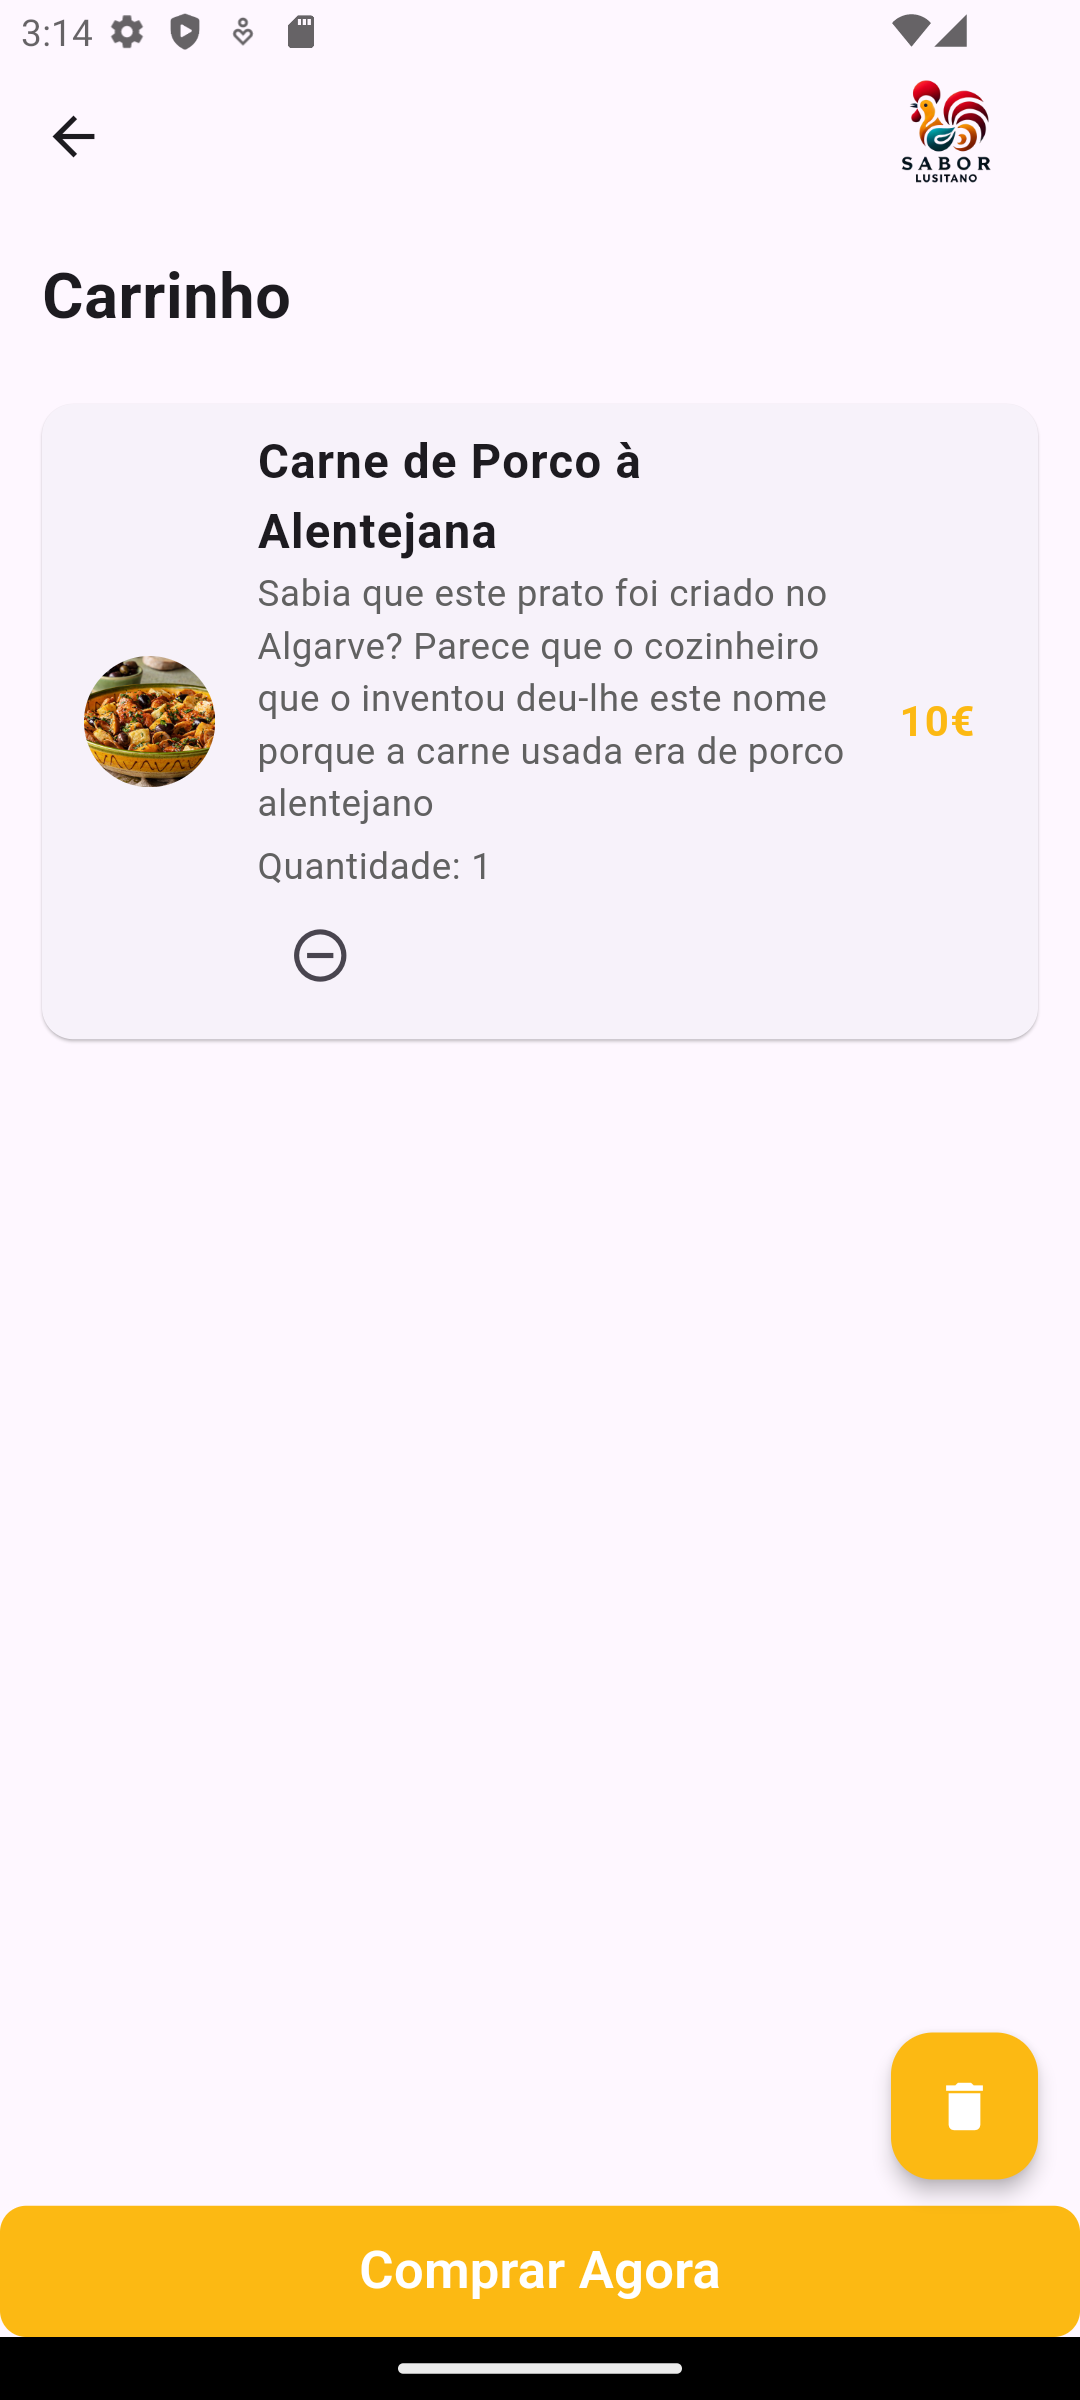 3:14
SABOR
LUSITANO
Carrinho
Carne de Porco à
Alentejana
Sabia que este prato foi criado no
Algarve? Parece que o cozinheiro
que o inventou deu-lhe este nome
porque a carne usada era de porco
alentejano
10€
Quantidade: 1
Comprar Agora